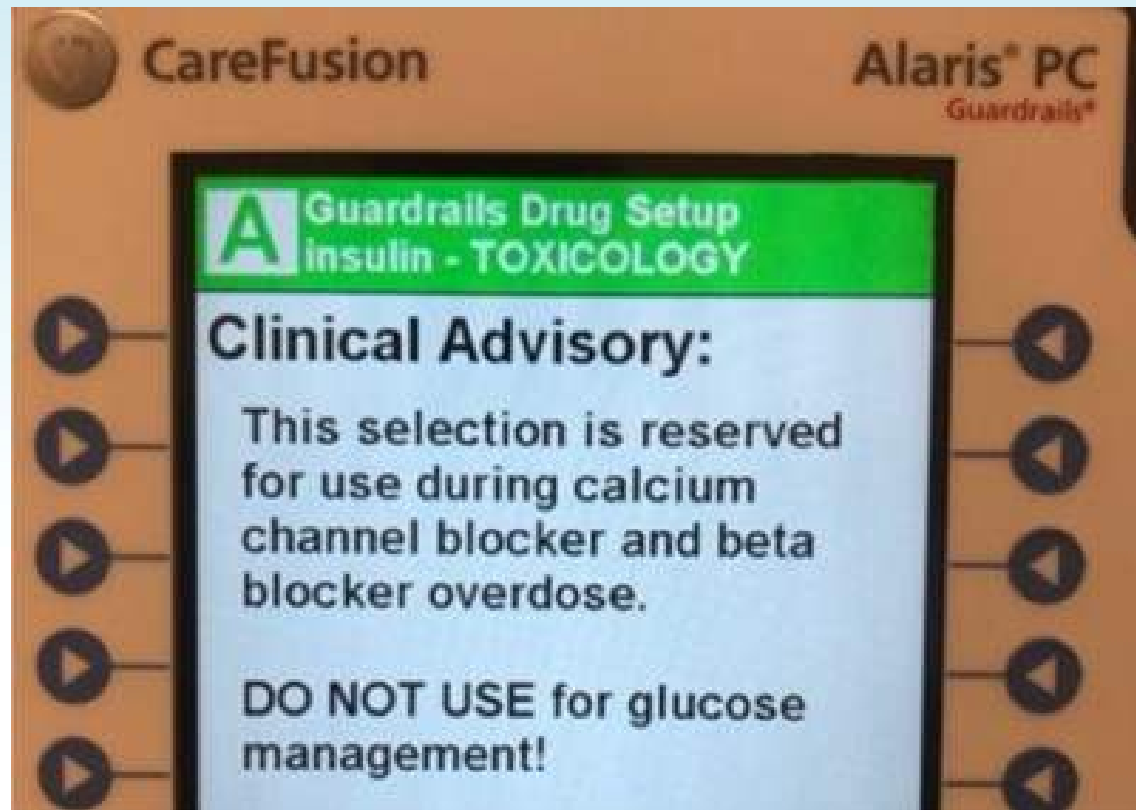 CareFusion
Alaris® PC
Guardrails®
A
Guardrails Drug Setup
insulin - TOXICOLOGY
Clinical Advisory:
This selection is reserved
for use during calcium
channel blocker and beta
blocker overdose.
DO NOT USE for glucose
management!